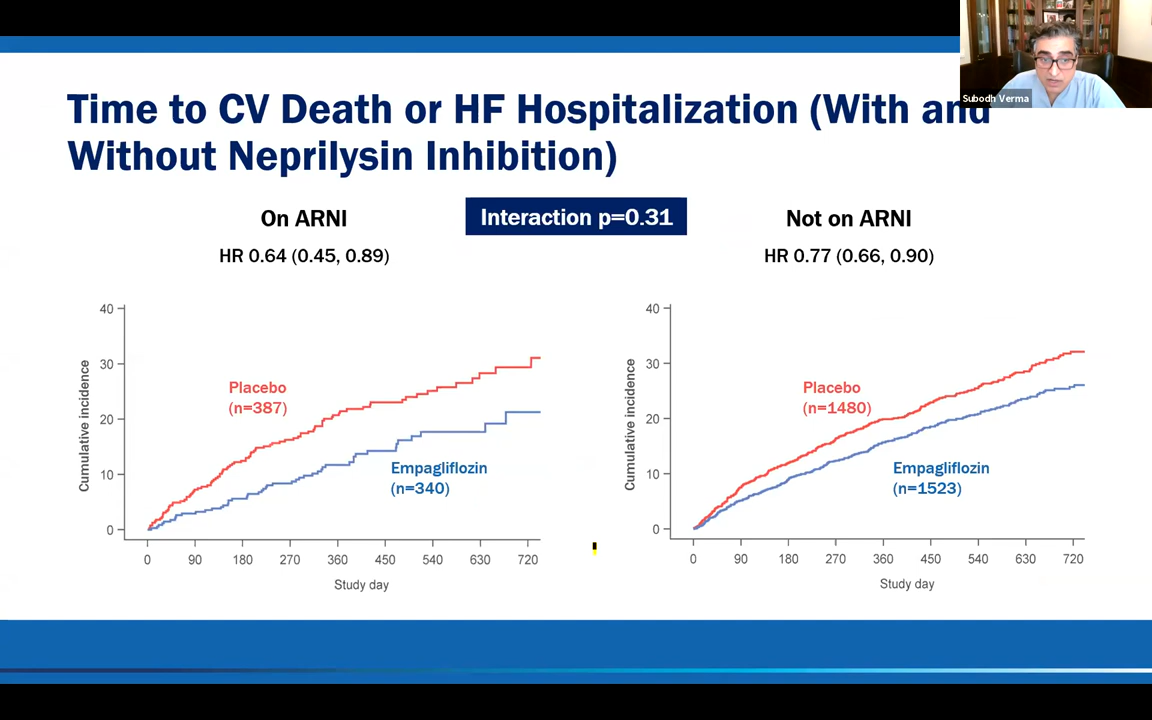 Subodh Verma
Time to CV Death or HF Hospitalization (With and
Without Neprilysin Inhibition)
On ARNI
Interaction p=0.31
Not on ARNI
HR 0.64 (0.45, 0.89)
HR 0.77 (0.66, 0.90)
Cumulative incidence
40
30
20
10
0
Placebo
(n=387)
Empagliflozin
(n=340)
0 90 180 270 360 450 540 630 720
Study day
Cumulative incidence
40
30
20
10
0
Placebo
(n=1480)
Empagliflozin
(n=1523)
0 90 180 270 360 450 540 630 720
Study day